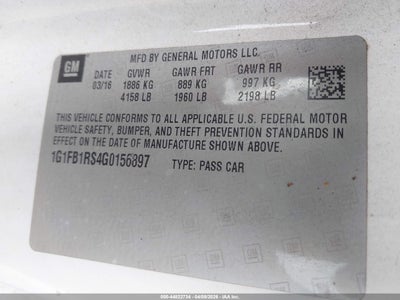 GM
MFD BY GENERAL MOTORS LLC.
DATE GVWR GAWR FRT GAWR RR
03/16 1886 KG 889 KG 997 KG
4158 LB 1960 LB 2198 LB
THIS VEHICLE CONFORMS TO ALL APPLICABLE U.S. FEDERAL MOTOR
VEHICLE SAFETY, BUMPER, AND THEFT PREVENTION STANDARDS IN
EFFECT ON THE DATE OF MANUFACTURE SHOWN ABOVE.
1G1FB1RS4G0156897 TYPE: PASS CAR